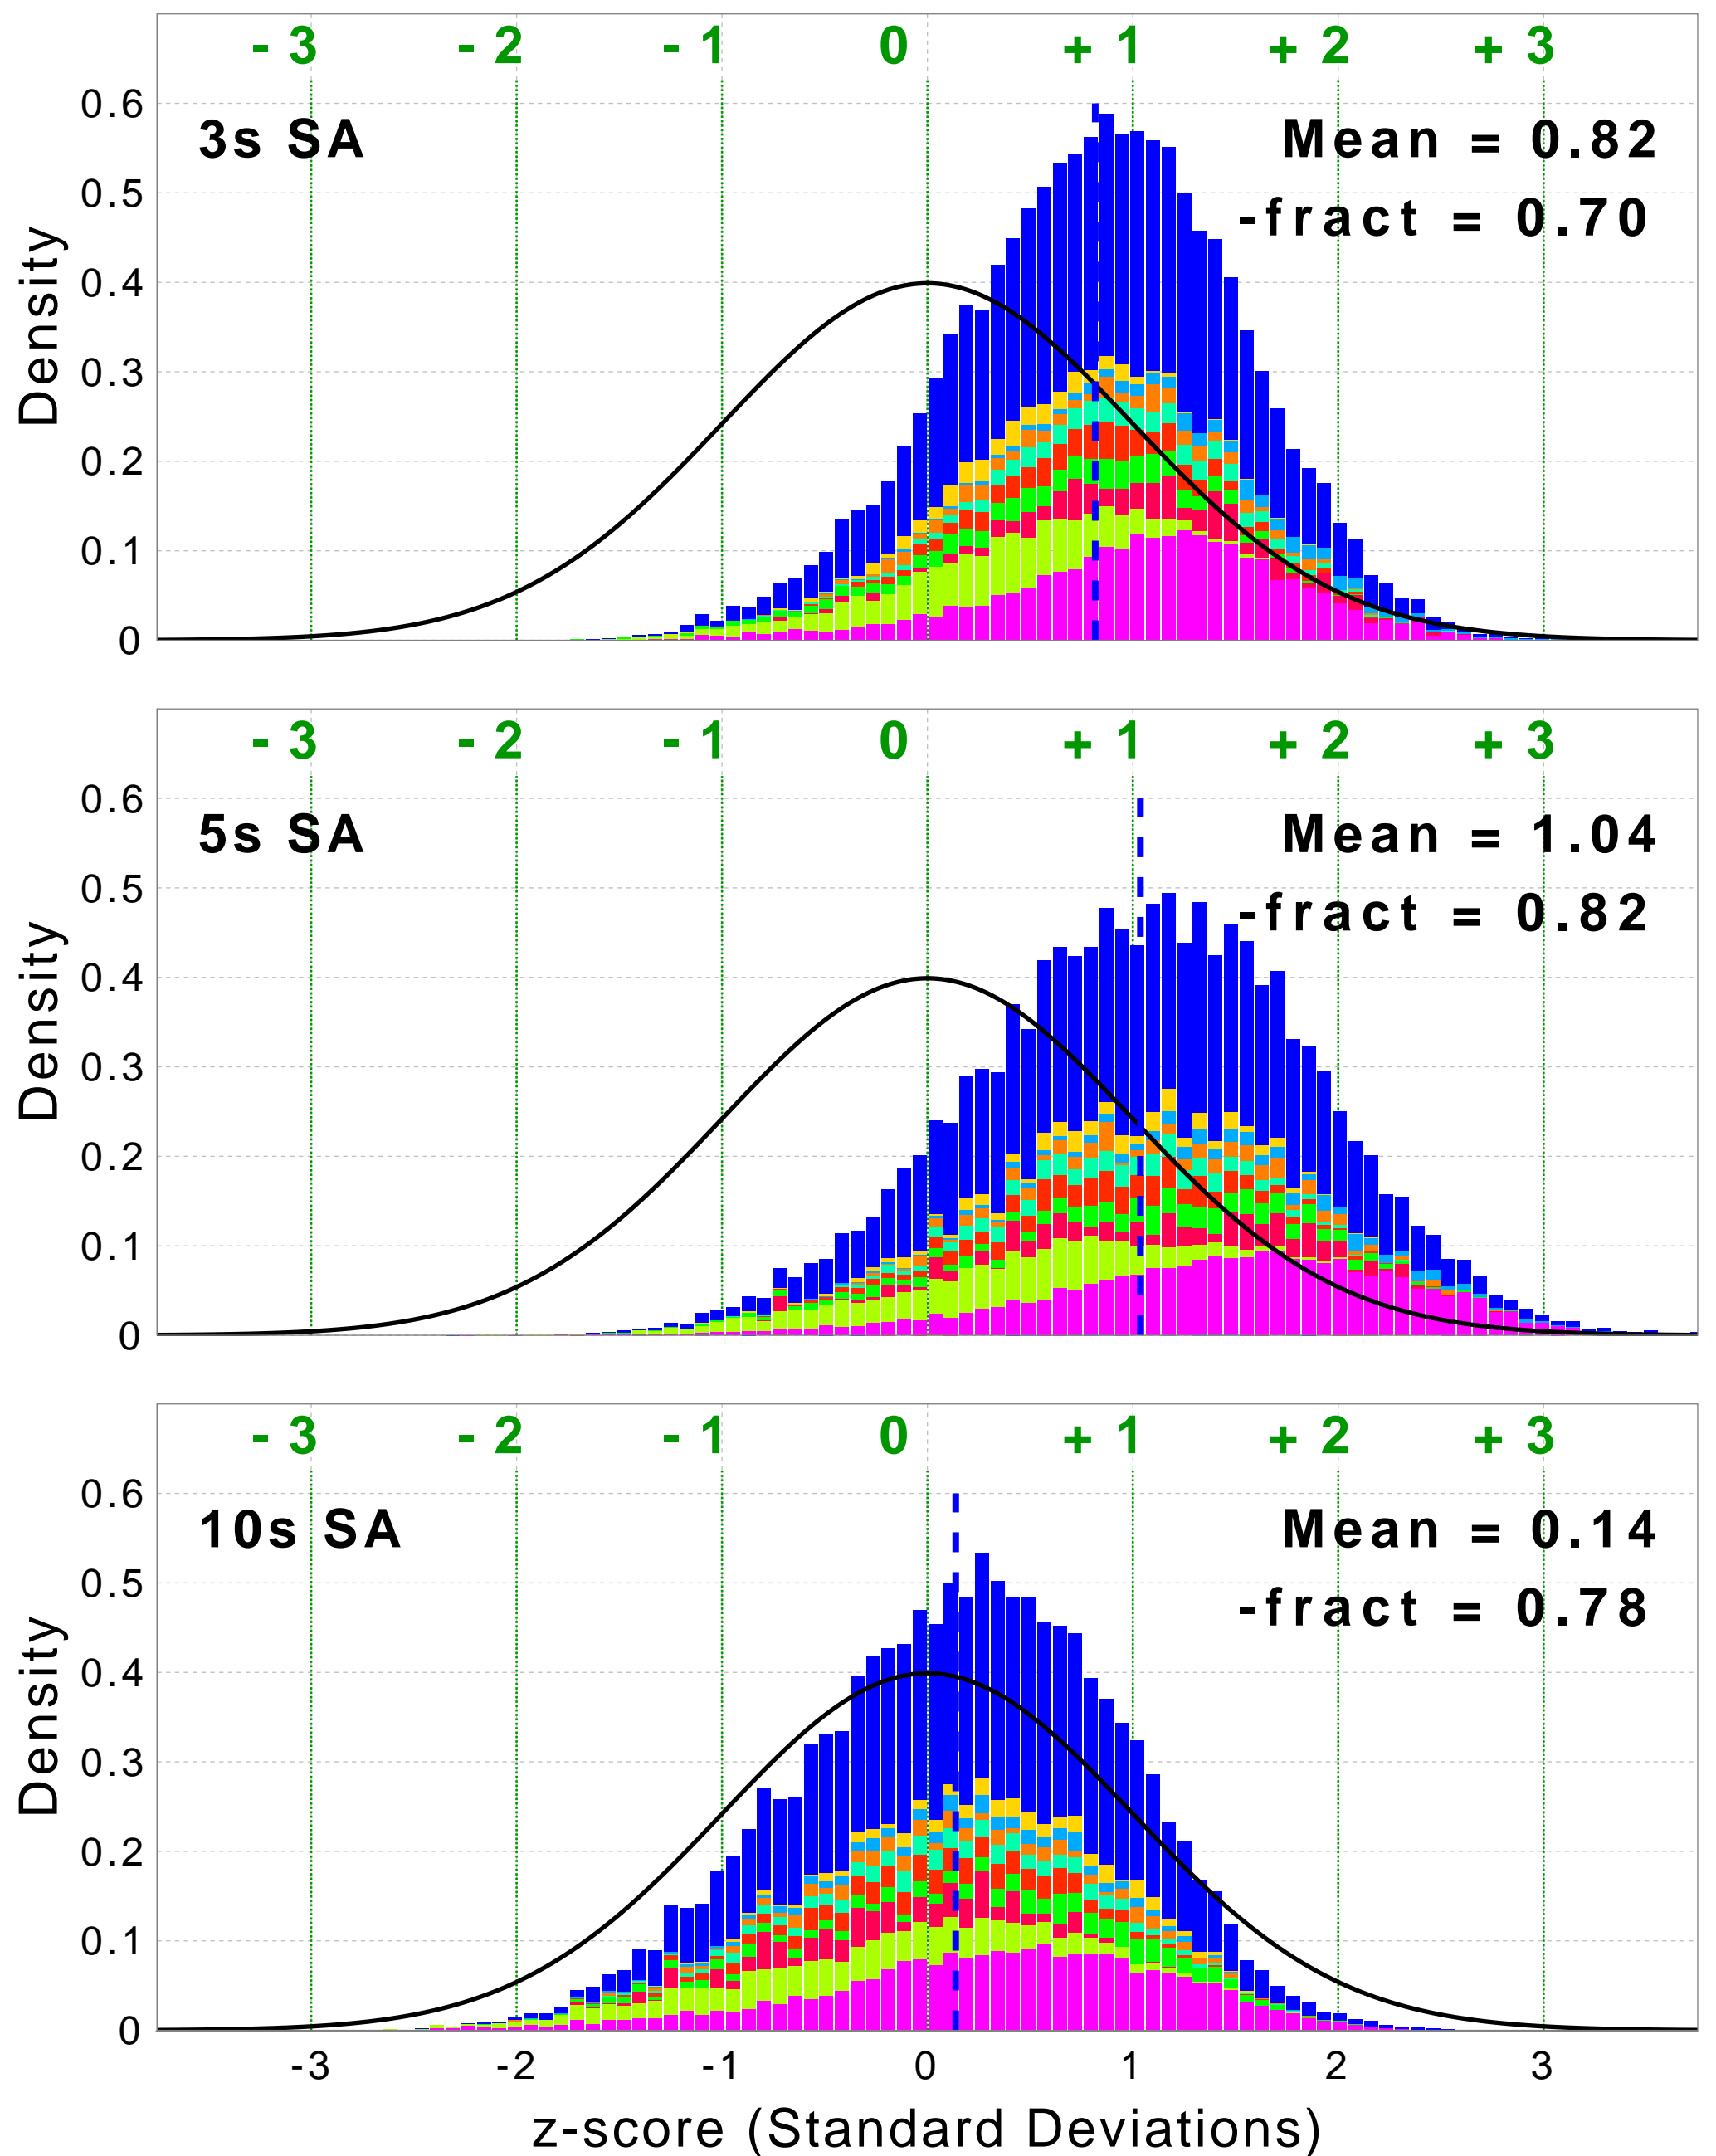 - 3 - 2 - 1 0 + 1 + 2 + 3
0.6
3s SA
Mean = 0.82
0.5
-fract = 0.70
0.4
0.3
0.2
0.1
0
Density
- 3 - 2 - 1 0 + 1 + 2 + 3
0.6
5s SA
Mean = 1.04
0.5
-fract = 0.82
0.4
0.3
0.2
0.1
0
Density
- 3 - 2 - 1 0 + 1 + 2 + 3
0.6
10s SA
Mean = 0.14
0.5
-fract = 0.78
0.4
0.3
0.2
0.1
0
Density
-3 -2 -1 0 1 2 3
z-score (Standard Deviations)